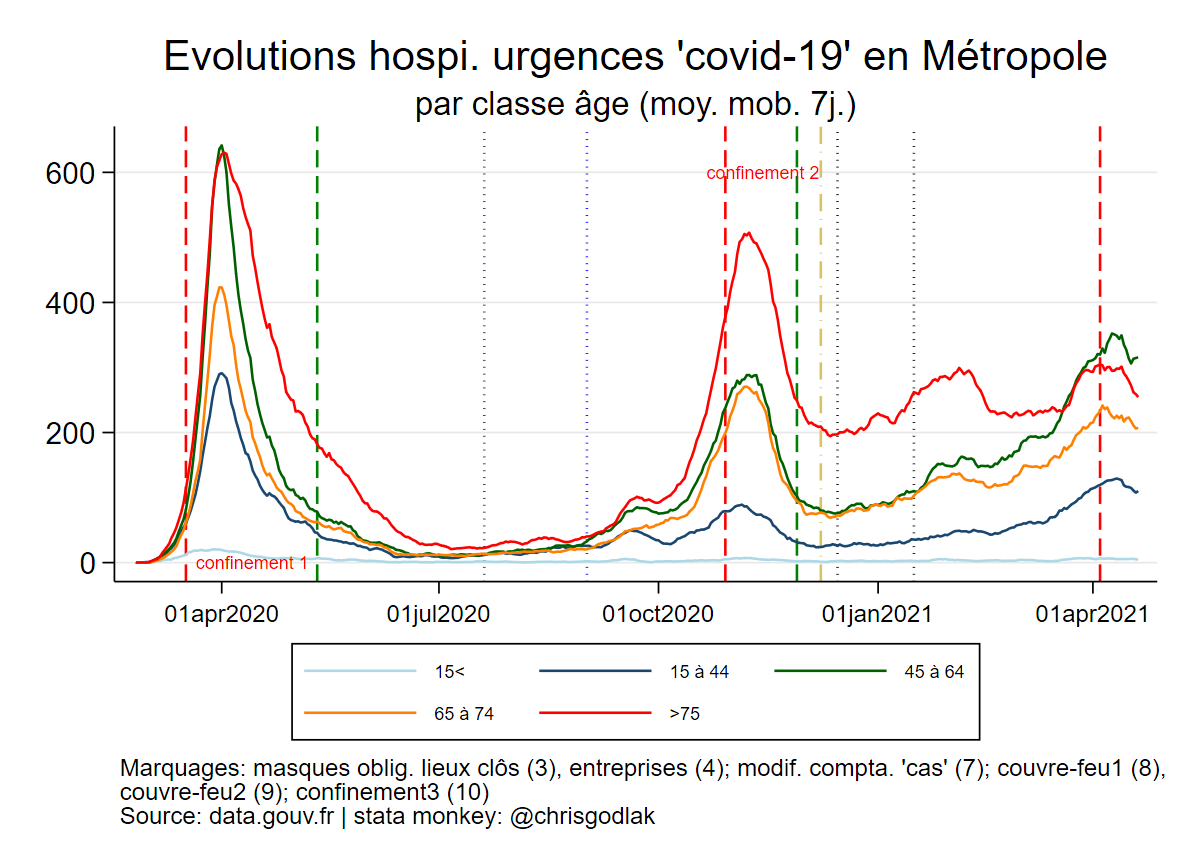 Evolutions hospi. urgences 'covid-19' en Métropole
par classe âge (moy. mob. 7j.)
600
400
200
0
confinement 2
confinement 1
01apr2020
01jul2020
01oct2020
01jan2021
01apr2021
15<
15 à 44
45 à 64
65 à 74
>75
Marquages: masques oblig. lieux clôs (3), entreprises (4); modif. compta. 'cas' (7); couvre-feu1 (8),
couvre-feu2 (9); confinement3 (10)
Source: data.gouv.fr | stata monkey: @chrisgodlak